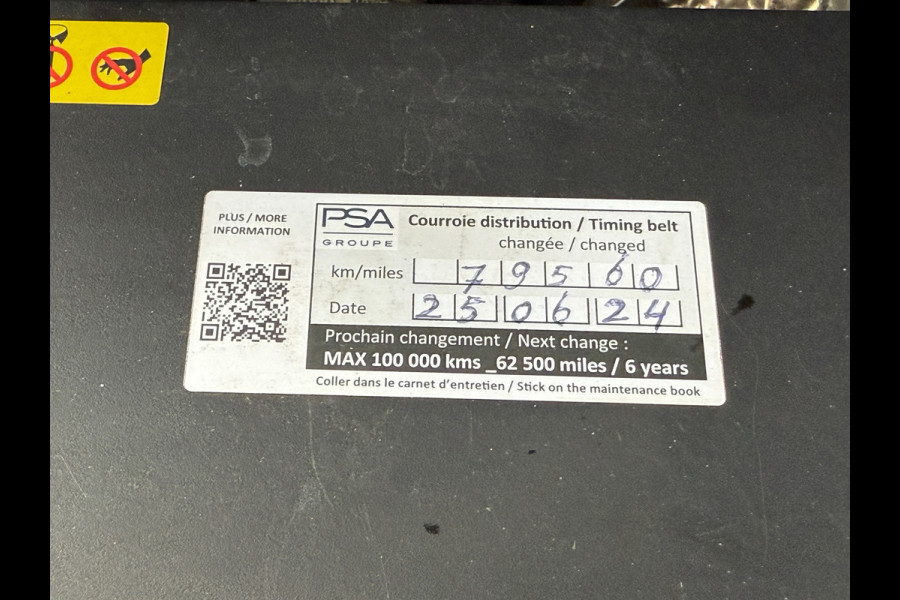 PLUS / MORE
INFORMATION
PSA
GROUPE
Courroie distribution / Timing belt
changée / changed
km/miles 79560
Date 250624
Prochain changement / Next change :
MAX 100 000 kms _62 500 miles / 6 years
Coller dans le carnet d'entretien / Stick on the maintenance book